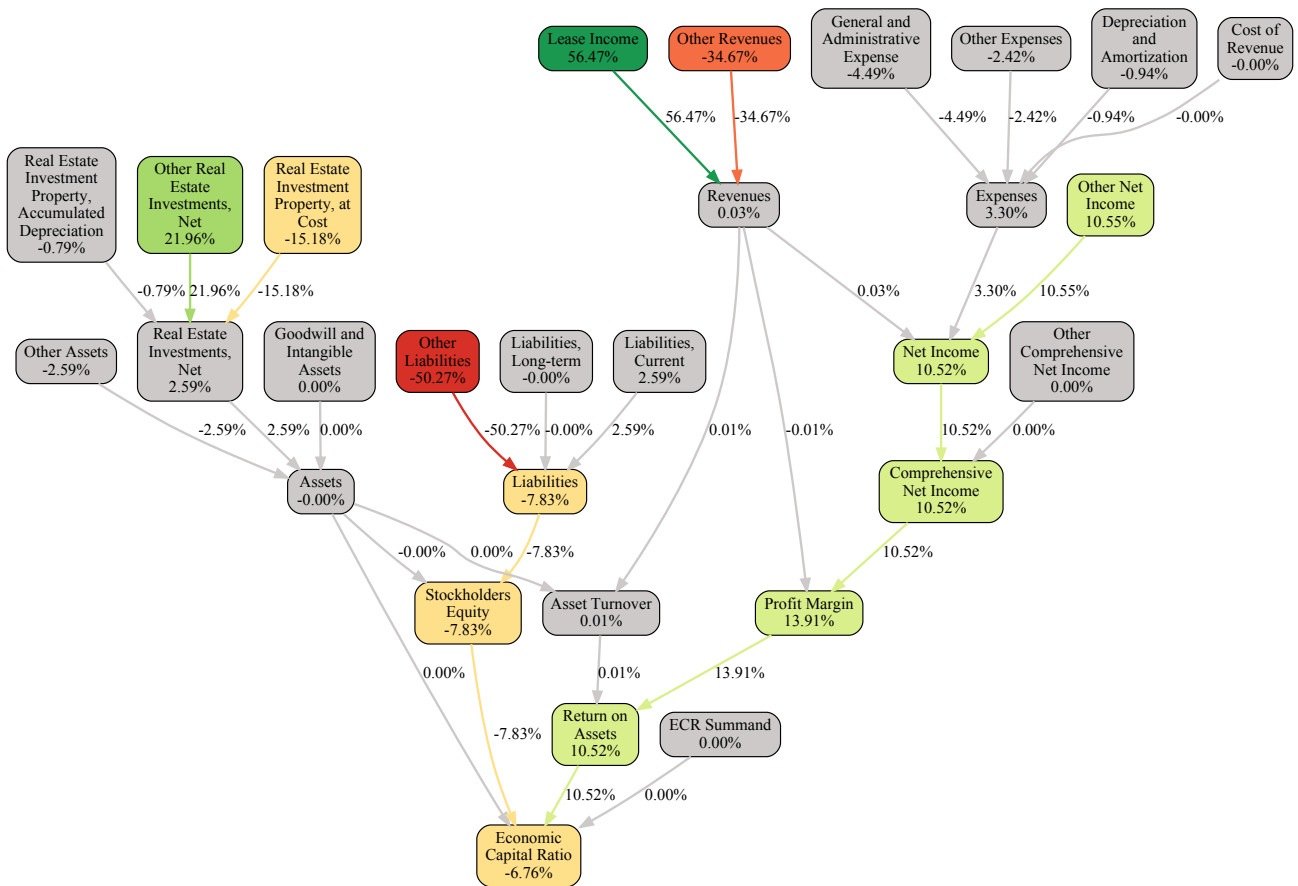 Lease Income
56.47%
Other Revenues
-34.67%
General and
Administrative
Expense
-4.49%
Other Expenses
-2.42%
Depreciation
and
Amortization
-0.94%
Cost of
Revenue
-0.00%
56.47%
-34.67%
-4.49%
-2.42%
-0.94%
-0.00%
Real Estate
Investment
Property,
Accumulated
Depreciation
-0.79%
Other Real
Estate
Investments,
Net
21.96%
Real Estate
Investment
Property, at
Cost
-15.18%
Revenues
0.03%
Expenses
3.30%
Other Net
Income
10.55%
-0.79%
21.96%
-15.18%
0.03%
3.30%
10.55%
Other Assets
-2.59%
Real Estate
Investments,
Net
2.59%
Goodwill and
Intangible
Assets
0.00%
Other
Liabilities
-50.27%
Liabilities,
Long-term
-0.00%
Liabilities,
Current
2.59%
Net Income
10.52%
Other
Comprehensive
Net Income
0.00%
-2.59%
2.59%
0.00%
-50.27%
-0.00%
2.59%
0.01%
-0.01%
10.52%
0.00%
Assets
-0.00%
Liabilities
-7.83%
Comprehensive
Net Income
10.52%
-0.00%
0.00%
-7.83%
10.52%
Stockholders
Equity
-7.83%
Asset Turnover
0.01%
Profit Margin
13.91%
0.00%
0.01%
13.91%
Return on
Assets
10.52%
ECR Summand
0.00%
-7.83%
10.52%
0.00%
Economic
Capital Ratio
-6.76%